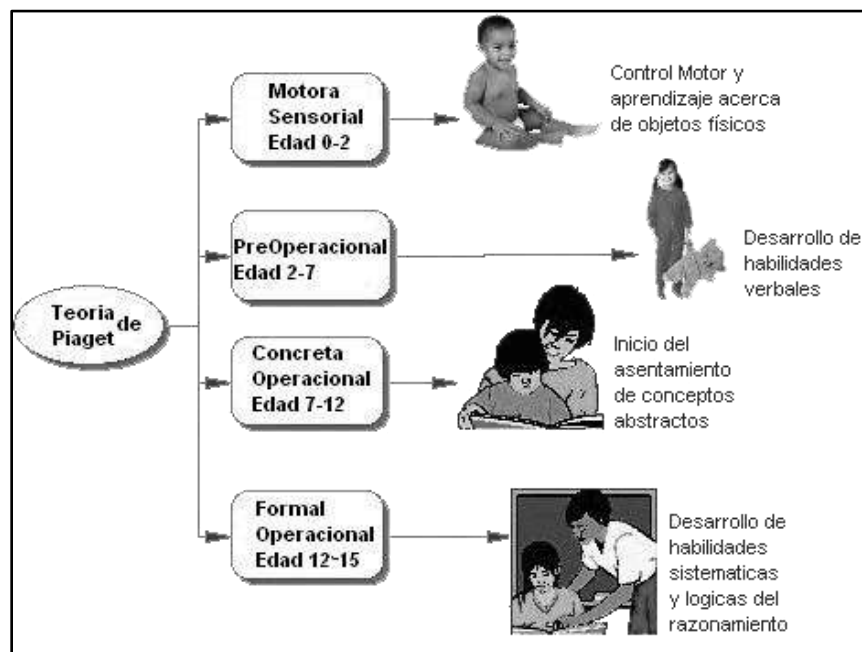 Teoria de
Piaget
Motora
Sensorial
Edad 0-2
Control Motor y
aprendizaje acerca
de objetos físicos
PreOperacional
Edad 2-7
Desarrollo de
habilidades
verbales
Concreta
Operacional
Edad 7-12
Inicio del
asentamiento
de conceptos
abstractos
Formal
Operacional
Edad 12-15
Desarrollo de
habilidades
sistematicas
y logicas del
razonamiento